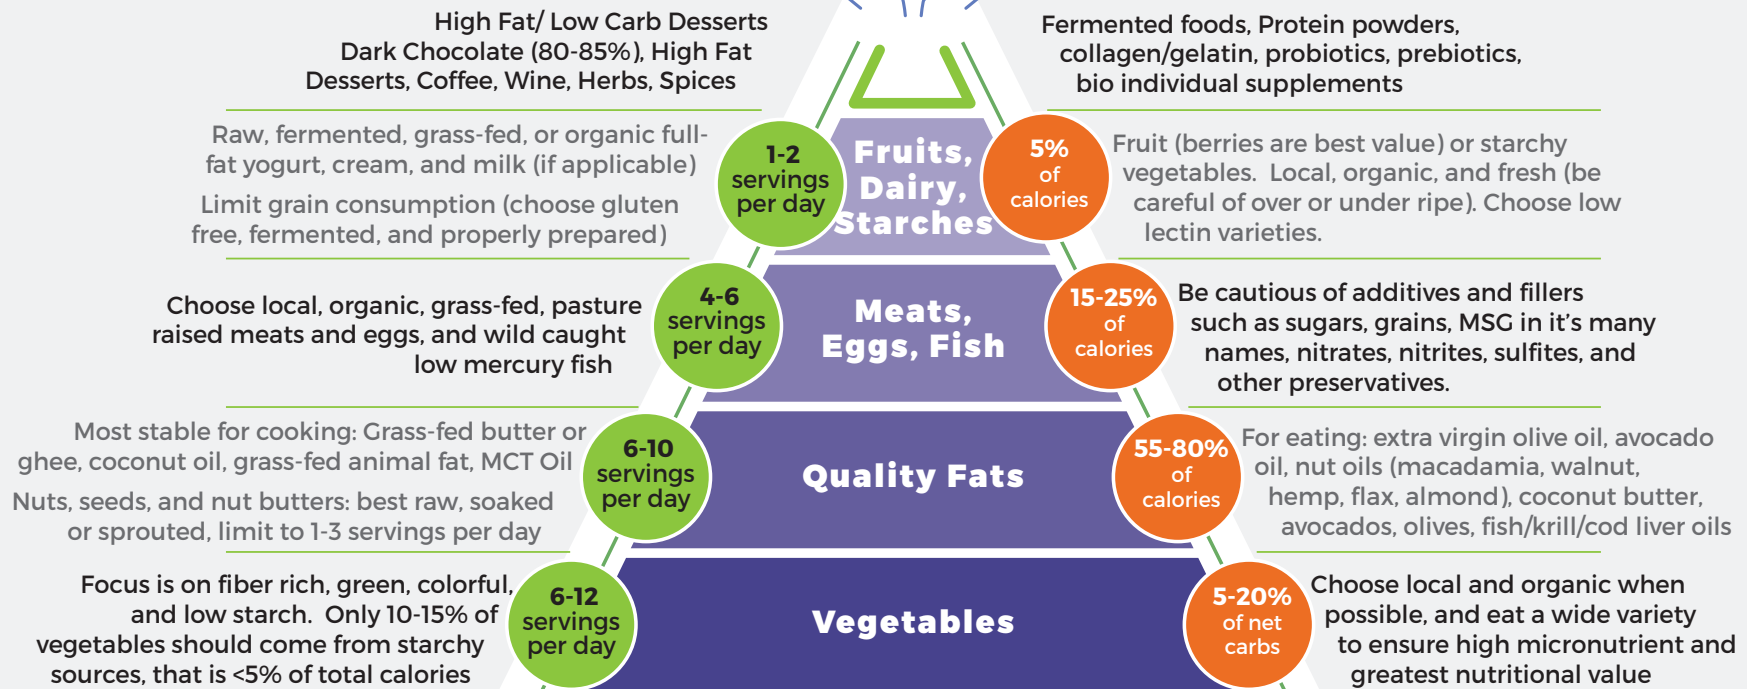 High Fat/ Low Carb Desserts
Dark Chocolate (80-85%), High Fat
Desserts, Coffee, Wine, Herbs, Spices
Fermented foods, Protein powders,
collagen/gelatin, probiotics, prebiotics,
bio individual supplements
Raw, fermented, grass-fed, or organic full-
fat yogurt, cream, and milk (if applicable)
Limit grain consumption (choose gluten
free, fermented, and properly prepared)
1-2
servings
per day
Fruits,
Dairy,
Starches
5%
of
calories
Fruit (berries are best value) or starchy
vegetables.  Local, organic, and fresh (be
careful of over or under ripe). Choose low
lectin varieties.
Choose local, organic, grass-fed, pasture
raised meats and eggs, and wild caught
low mercury fish
4-6
servings
per day
Meats,
Eggs, Fish
15-25%
of
calories
Be cautious of additives and fillers
such as sugars, grains, MSG in it’s many
names, nitrates, nitrites, sulfites, and
other preservatives.
Most stable for cooking: Grass-fed butter or
ghee, coconut oil, grass-fed animal fat, MCT Oil
Nuts, seeds, and nut butters: best raw, soaked
or sprouted, limit to 1-3 servings per day
6-10
servings
per day
Quality Fats
55-80%
of
calories
For eating: extra virgin olive oil, avocado
oil, nut oils (macadamia, walnut,
hemp, flax, almond), coconut butter,
avocados, olives, fish/krill/cod liver oils
Focus is on fiber rich, green, colorful,
and low starch.  Only 10-15% of
vegetables should come from starchy
sources, that is <5% of total calories
6-12
servings
per day
Vegetables
5-20%
of net
carbs
Choose local and organic when
possible, and eat a wide variety
to ensure high micronutrient and
greatest nutritional value